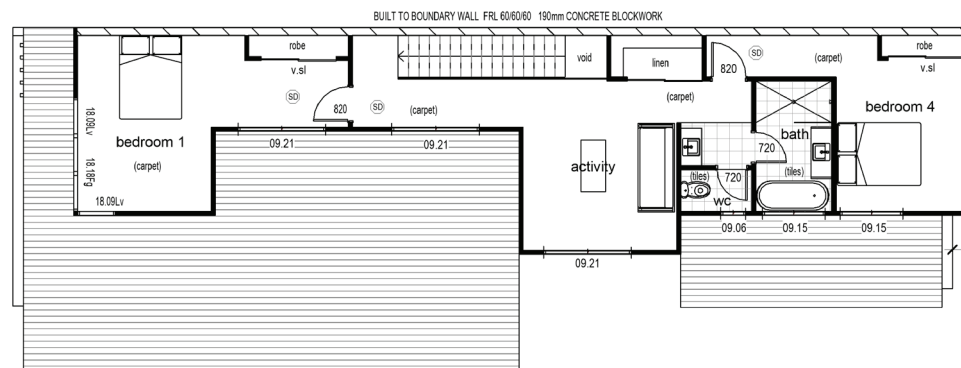 BUILT TO BOUNDARY WALL FRL 60/60/60 190mm CONCRETE BLOCKWORK
robe
v.sl
SD
820
SD
(carpet)
void
linen
(carpet)
820
SD
(carpet)
robe
v.sl
18.09Lv
18.18Fg
18.09Lv
bedroom 1
(carpet)
09.21
09.21
activity
09.21
bath
720
(tiles)
(tiles)
720
wc
09.06
09.15
bedroom 4
09.15